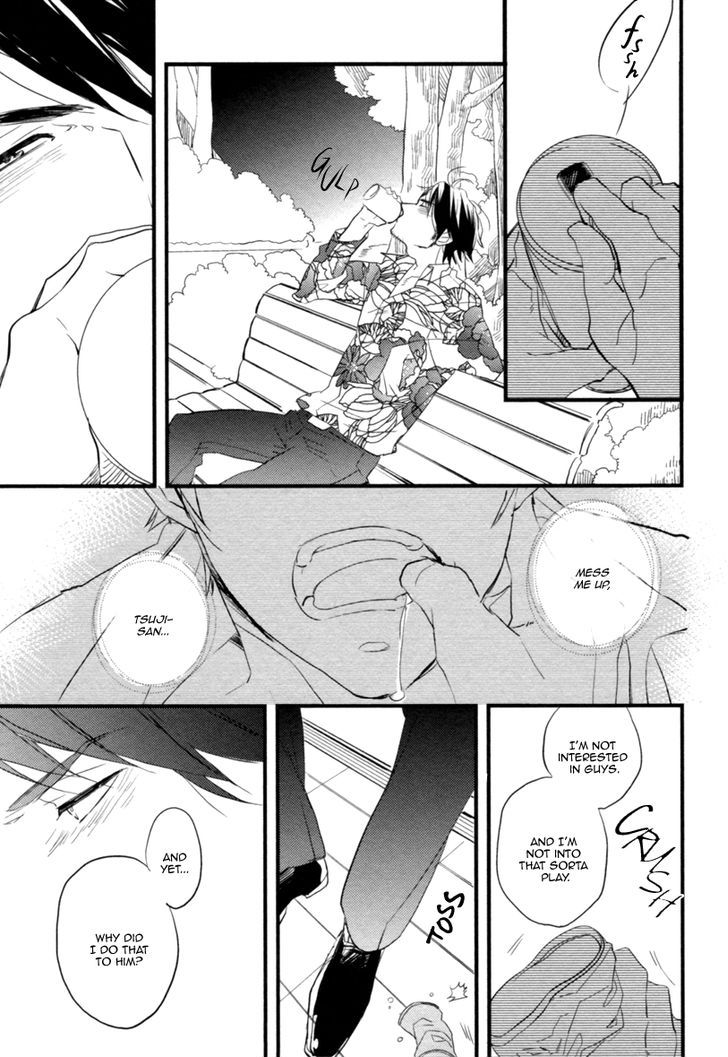 fsssh
GULP
MESS
ME UP,
TSUJI-
SAN...
I'M NOT
INTERESTED
IN GUYS.
AND I'M
NOT INTO
THAT SORTA
PLAY.
CRUSH
TOSS
AND
YET...
WHY DID
I DO THAT
TO HIM?